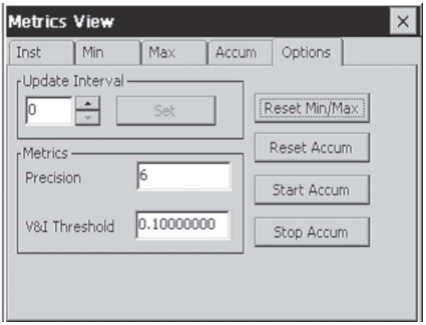 Metrics View
Inst Min Max Accum Options
Update Interval
0 Set
Reset Min/Max
Reset Accum
Metrics
Precision 6
Start Accum
V&I Threshold 0.10000000
Stop Accum